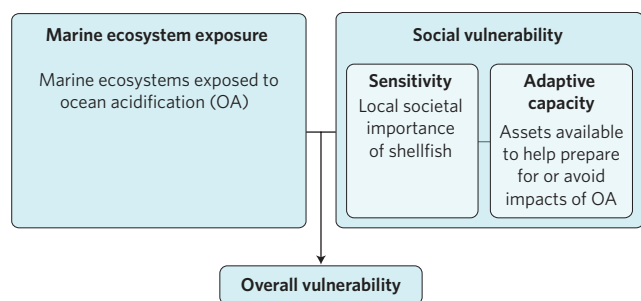 Marine ecosystem exposure
Marine ecosystems exposed to
ocean acidification (OA)
Social vulnerability
Sensitivity
Local societal
importance
of shellfish
Adaptive
capacity
Assets available
to help prepare
for or avoid
impacts of OA
Overall vulnerability